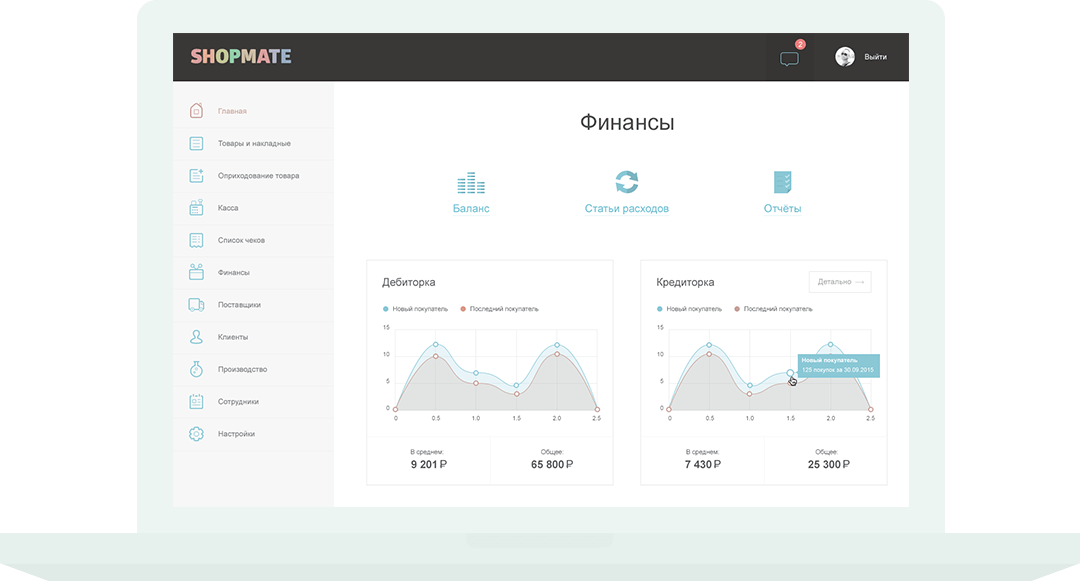 SHOPMATE
2
Выйти
Главная
Товары и накладные
Оприходование товара
Касса
Список чеков
Финансы
Поставщики
Клиенты
Производство
Сотрудники
Настройки
Финансы
Баланс
Статьи расходов
Отчёты
Дебиторка
Новый покупатель
Последний покупатель
15
10
5
0
0
0.5
1.0
1.5
2.0
2.5
В среднем:
9 201 ₽
Общее:
65 800 ₽
Кредиторка
Детально →
Новый покупатель
Последний покупатель
15
10
5
0
Новый покупатель
125 покупок за 30.09.2015
0
0.5
1.0
1.5
2.0
2.5
В среднем:
7 430 ₽
Общее:
25 300 ₽